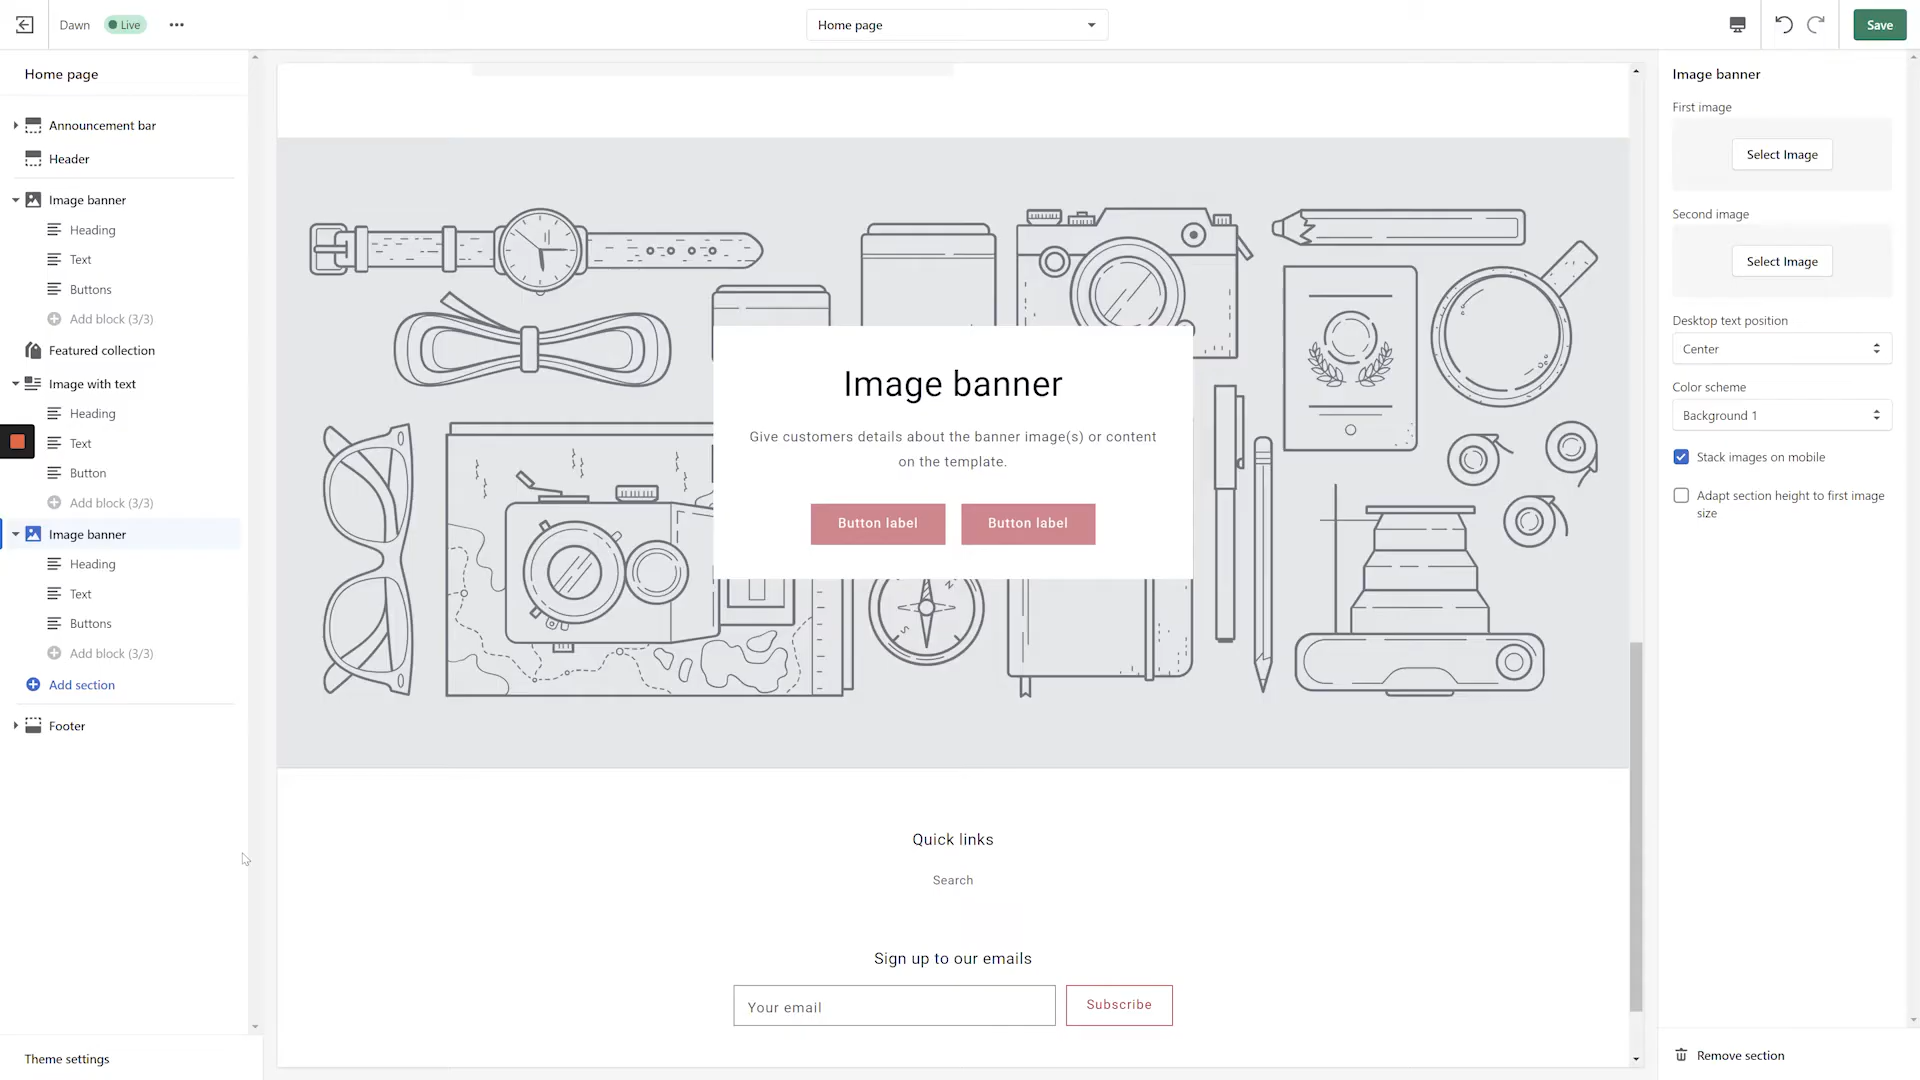 Dawn
Live
Home page
Save
Home page
Announcement bar
Header
Image banner
Heading
Text
Buttons
Add block (3/3)
Featured collection
Image with text
Heading
Text
Button
Add block (3/3)
Image banner
Heading
Text
Buttons
Add block (3/3)
Add section
Footer
Theme settings
Image banner
Give customers details about the banner image(s) or content
on the template.
Button label
Button label
N
S
Quick links
Search
Sign up to our emails
Your email
Subscribe
Image banner
First image
Select Image
Second image
Select Image
Desktop text position
Center
Color scheme
Background 1
Stack images on mobile
Adapt section height to first image
size
Remove section